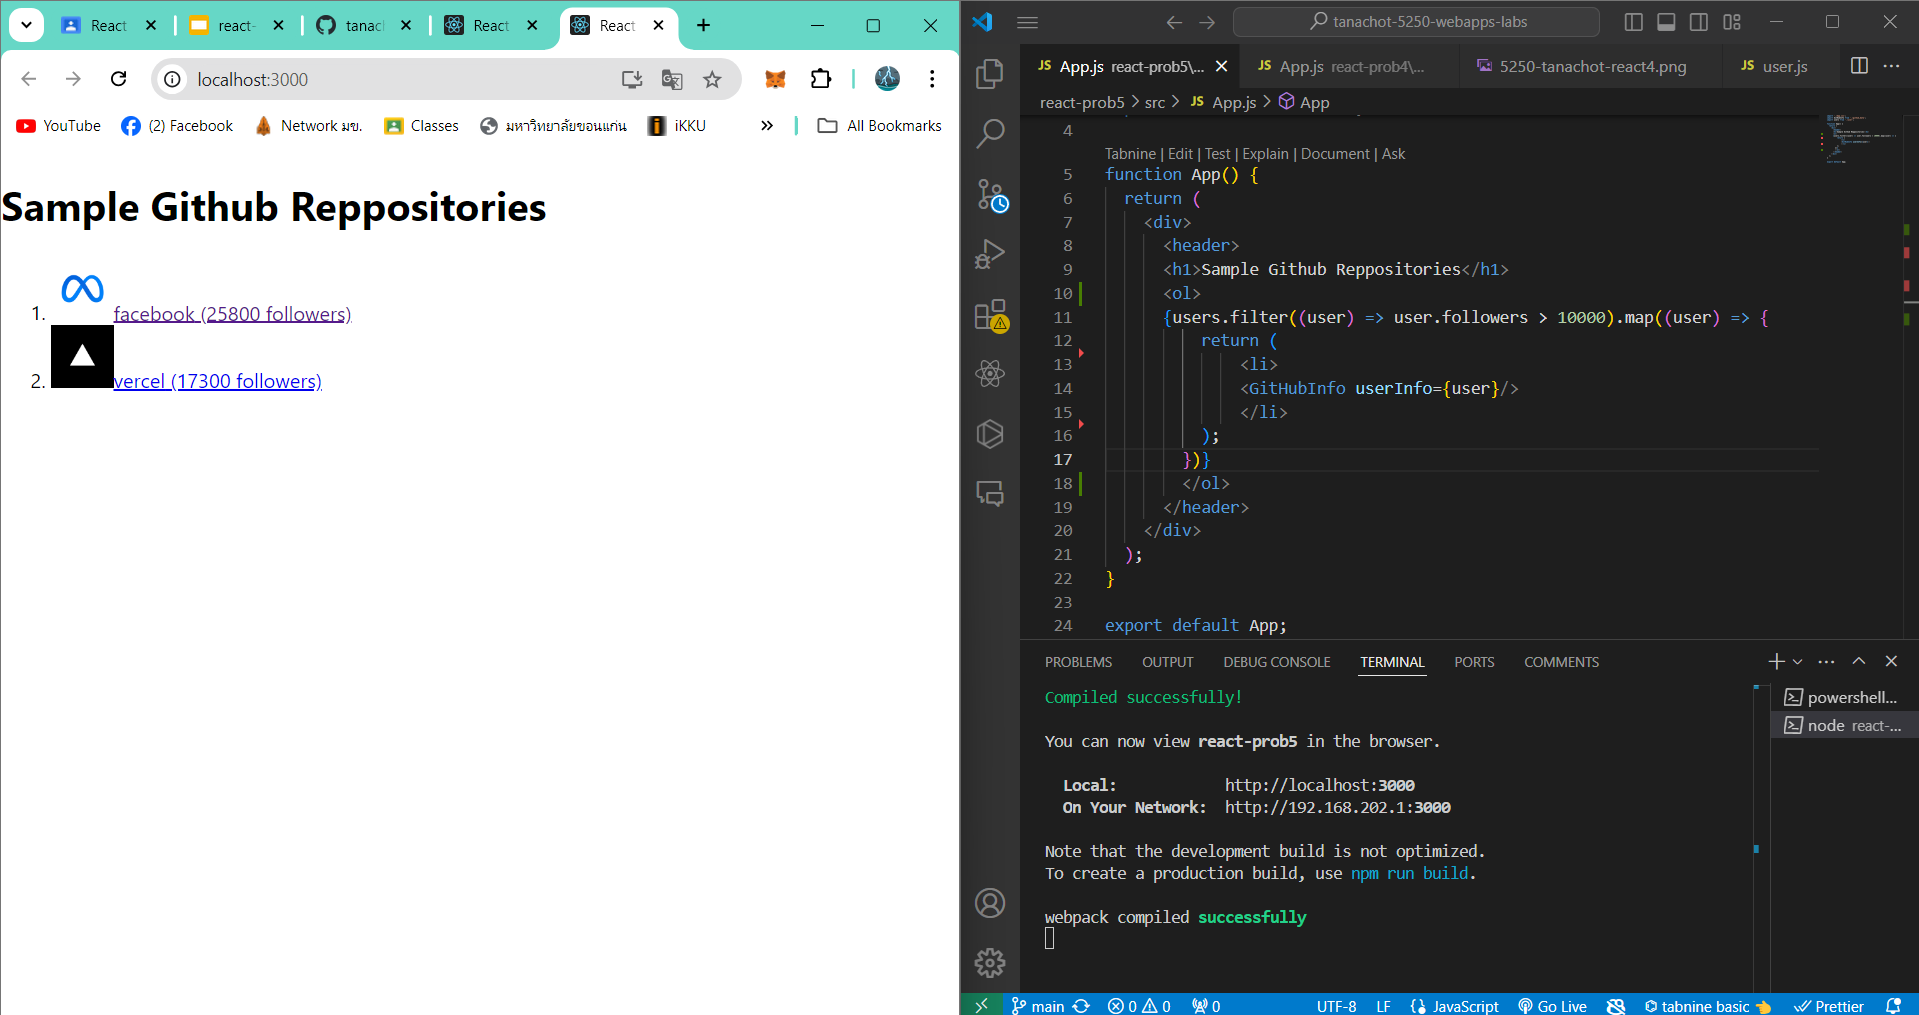 React
react-
tanacl
React
React
localhost:3000
YouTube
(2) Facebook
Network มข.
Classes
มหาวิทยาลัยขอนแก่น
iKKU
All Bookmarks
Sample Github Reppositories
1. facebook (25800 followers)
2. vercel (17300 followers)
tanachot-5250-webapps-labs
JS App.js react-prob5\...
JS App.js react-prob4\...
5250-tanachot-react4.png
JS user.js
react-prob5 > src > JS App.js > App
4
Tabnine | Edit | Test | Explain | Document | Ask
5 function App() {
6 return (
7 <div>
8 <header>
9 <h1>Sample Github Reppositories</h1>
10 <ol>
11 {users.filter((user) => user.followers > 10000).map((user) => {
12 return (
13 <li>
14 <GitHubInfo userInfo={user}/>
15 </li>
16 );
17 })}
18 </ol>
19 </header>
20 </div>
21 );
22 }
23
24 export default App;
PROBLEMS OUTPUT DEBUG CONSOLE TERMINAL PORTS COMMENTS
Compiled successfully!
You can now view react-prob5 in the browser.
Local: http://localhost:3000
On Your Network: http://192.168.202.1:3000
Note that the development build is not optimized.
To create a production build, use npm run build.
webpack compiled successfully
powershell...
node react-...
main 0 0 0 UTF-8 LF JavaScript Go Live tabnine basic Prettier